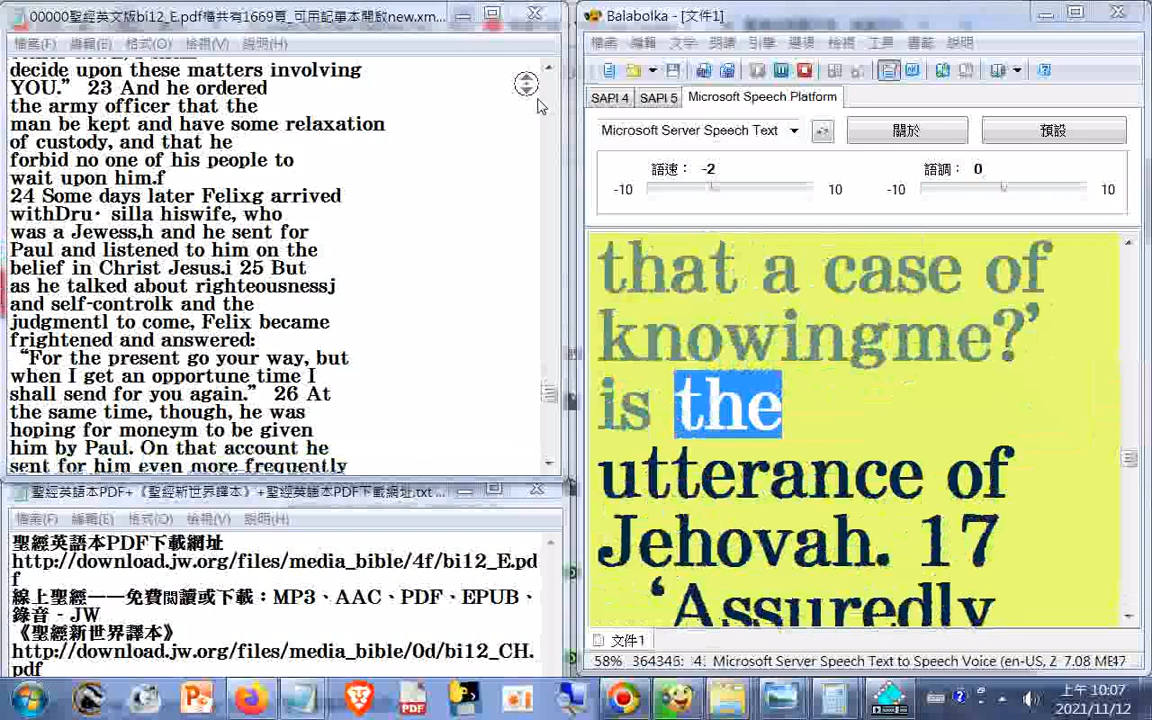 00000聖經英文版bi12_E.pdf檔共有1669頁_可用記事本開啟new.xm...
檔案(F) 編輯(E) 格式(O) 檢視(V) 說明(H)
decide upon these matters involving
YOU.” 23 And he ordered
the army officer that the
man be kept and have some relaxation
of custody, and that he
forbid no one of his people to
wait upon him.f
24 Some days later Felixg arrived
withDru· silla hiswife, who
was a Jewess,h and he sent for
Paul and listened to him on the
belief in Christ Jesus.i 25 But
as he talked about righteousnessj
and self-controlk and the
judgmentl to come, Felix became
frightened and answered:
“For the present go your way, but
when I get an opportune time I
shall send for you again.” 26 At
the same time, though, he was
hoping for moneym to be given
him by Paul. On that account he
sent for him even more frequently
聖經英語本PDF+《聖經新世界譯本》+聖經英語本PDF下載網址.txt ...
檔案(F) 編輯(E) 格式(O) 檢視(V) 說明(H)
聖經英語本PDF下載網址
http://download.jw.org/files/media_bible/4f/bi12_E.pd
f
線上聖經——免費閱讀或下載：MP3、AAC、PDF、EPUB、
錄音 - JW
《聖經新世界譯本》
http://download.jw.org/files/media_bible/0d/bi12_CH.
pdf
Balabolka - [文件1]
檔案 編輯 文字 朗讀 引擎 選項 檢視 工具 書籤 說明
SAPI 4 SAPI 5 Microsoft Speech Platform
Microsoft Server Speech Text 關於 預設
語速： -2 語調： 0
-10 10 -10 10
that a case of
knowingme?’
is the
utterance of
Jehovah. 17
‘Assuredly
文件1
58% 364345: 4. Microsoft Server Speech Text to Speech Voice (en-US, Z 7.08 ME47
上午 10:07
2021/11/12